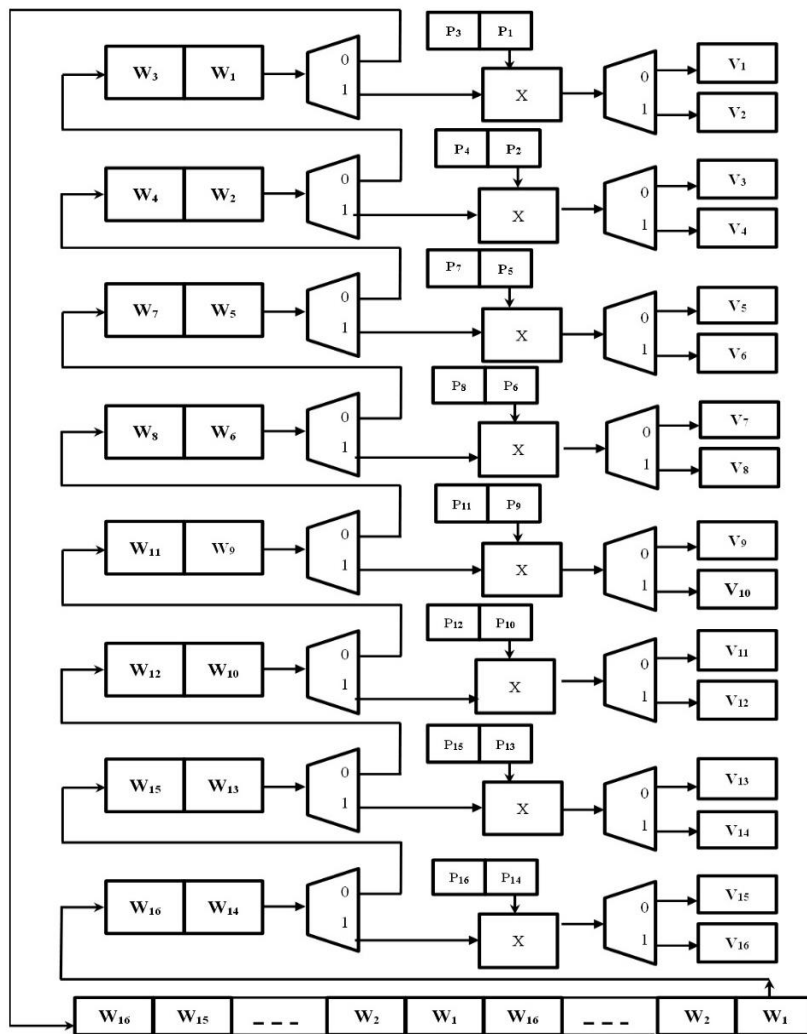 P₃ P₁
W₃ W₁ 0 1 X 0 1 V₁
V₂
P₄ P₂
W₄ W₂ 0 1 X 0 1 V₃
V₄
P₇ P₅
W₇ W₅ 0 1 X 0 1 V₅
V₆
P₈ P₆
W₈ W₆ 0 1 X 0 1 V₇
V₈
P₁₁ P₉
W₁₁ W₉ 0 1 X 0 1 V₉
V₁₀
P₁₂ P₁₀
W₁₂ W₁₀ 0 1 X 0 1 V₁₁
V₁₂
P₁₅ P₁₃
W₁₅ W₁₃ 0 1 X 0 1 V₁₃
V₁₄
P₁₆ P₁₄
W₁₆ W₁₄ 0 1 X 0 1 V₁₅
V₁₆
W₁₆ W₁₅ _ _ _ W₂ W₁ W₁₆ _ _ _ W₂ W₁